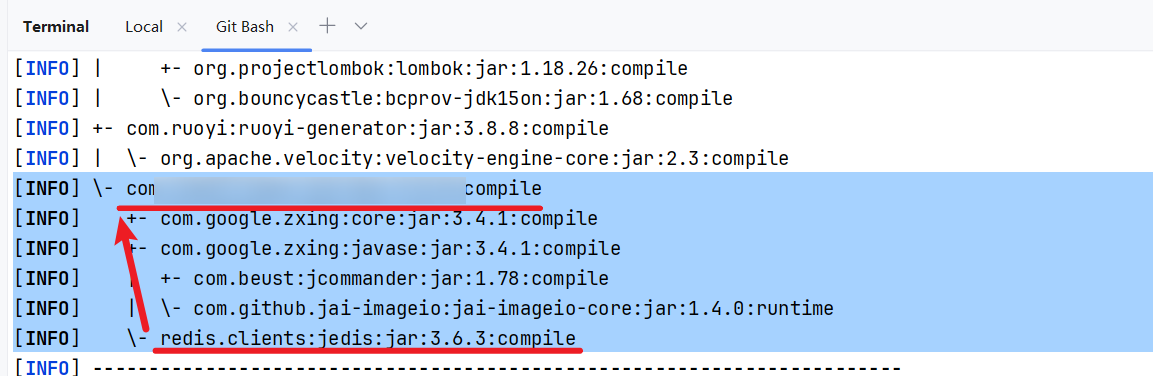 Terminal Local × Git Bash ×
[INFO] |     +- org.projectlombok:lombok:jar:1.18.26:compile
[INFO] |     \- org.bouncycastle:bcprov-jdk15on:jar:1.68:compile
[INFO] +- com.ruoyi:ruoyi-generator:jar:3.8.8:compile
[INFO] |  \- org.apache.velocity:velocity-engine-core:jar:2.3:compile
[INFO] \- com compile
[INFO]    +- com.google.zxing:core:jar:3.4.1:compile
[INFO]    +- com.google.zxing:javase:jar:3.4.1:compile
[INFO]    |  +- com.beust:jcommander:jar:1.78:compile
[INFO]    |  \- com.github.jai-imageio:jai-imageio-core:jar:1.4.0:runtime
[INFO]    \- redis.clients:jedis:jar:3.6.3:compile
[INFO] ------------------------------------------------------------------------